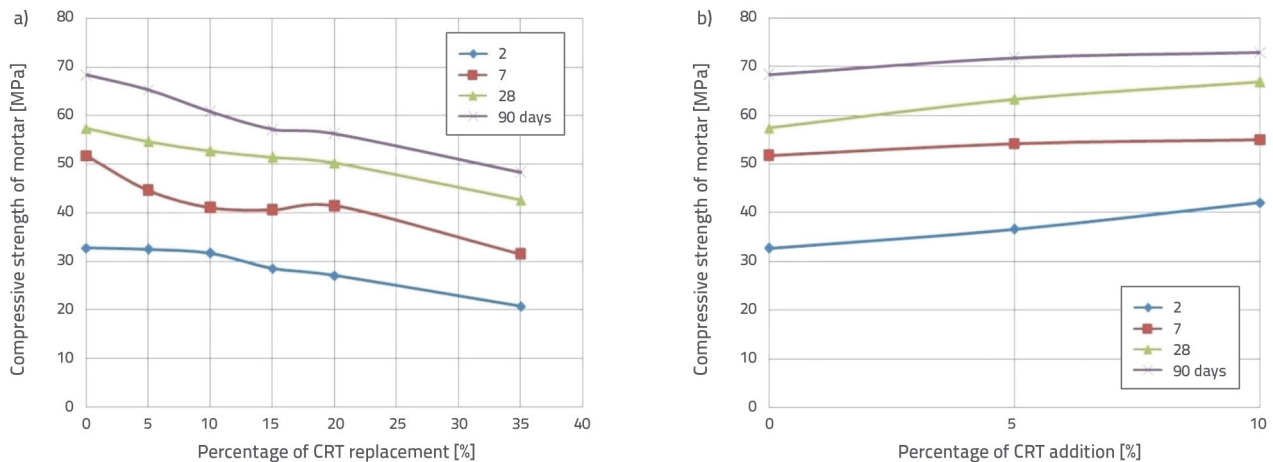 a)
Compressive strength of mortar [MPa]
80
70
60
50
40
30
20
10
0
0 5 10 15 20 25 30 35 40
Percentage of CRT replacement [%]
2
7
28
90 days
b)
Compressive strength of mortar [MPa]
80
70
60
50
40
30
20
10
0
0 5 10
Percentage of CRT addition [%]
2
7
28
90 days